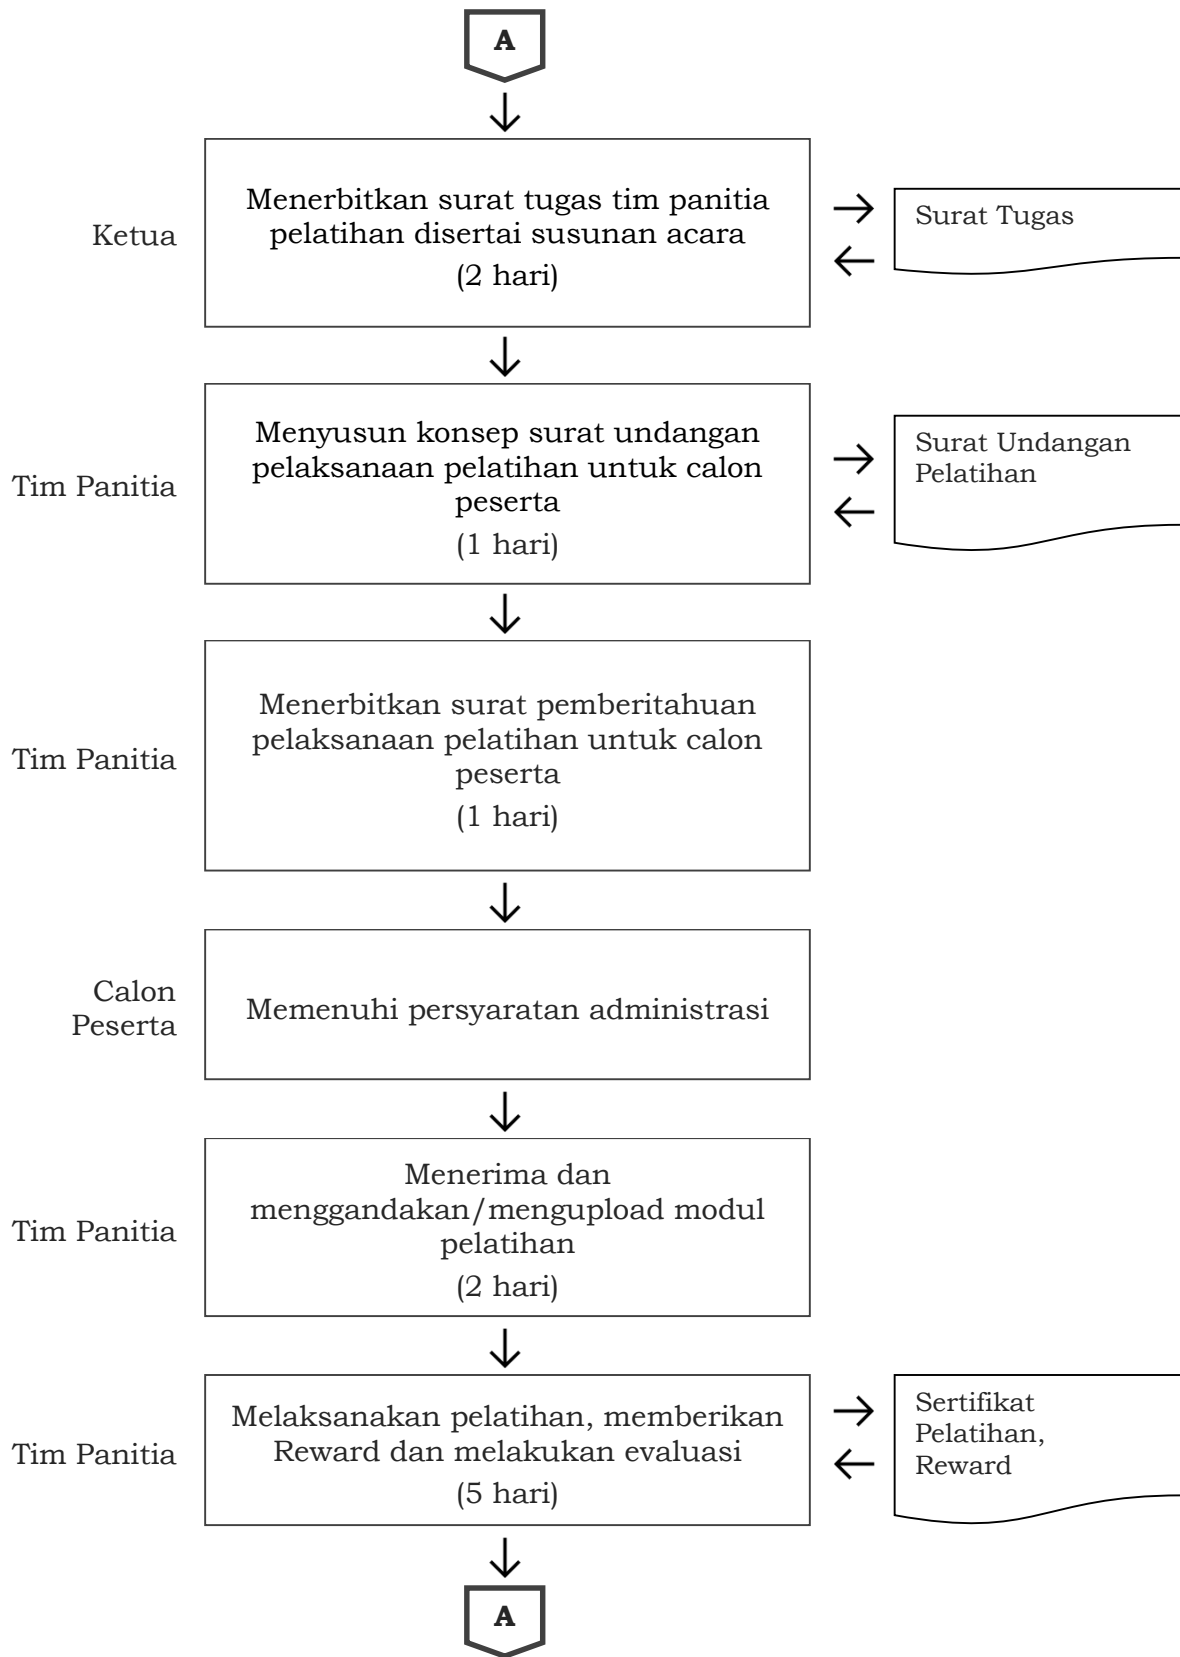 A
Ketua
Menerbitkan surat tugas tim panitia
pelatihan disertai susunan acara
(2 hari)
Surat Tugas
Tim Panitia
Menyusun konsep surat undangan
pelaksanaan pelatihan untuk calon
peserta
(1 hari)
Surat Undangan
Pelatihan
Tim Panitia
Menerbitkan surat pemberitahuan
pelaksanaan pelatihan untuk calon
peserta
(1 hari)
Calon
Peserta
Memenuhi persyaratan administrasi
Tim Panitia
Menerima dan
menggandakan/mengupload modul
pelatihan
(2 hari)
Tim Panitia
Melaksanakan pelatihan, memberikan
Reward dan melakukan evaluasi
(5 hari)
Sertifikat
Pelatihan,
Reward
A